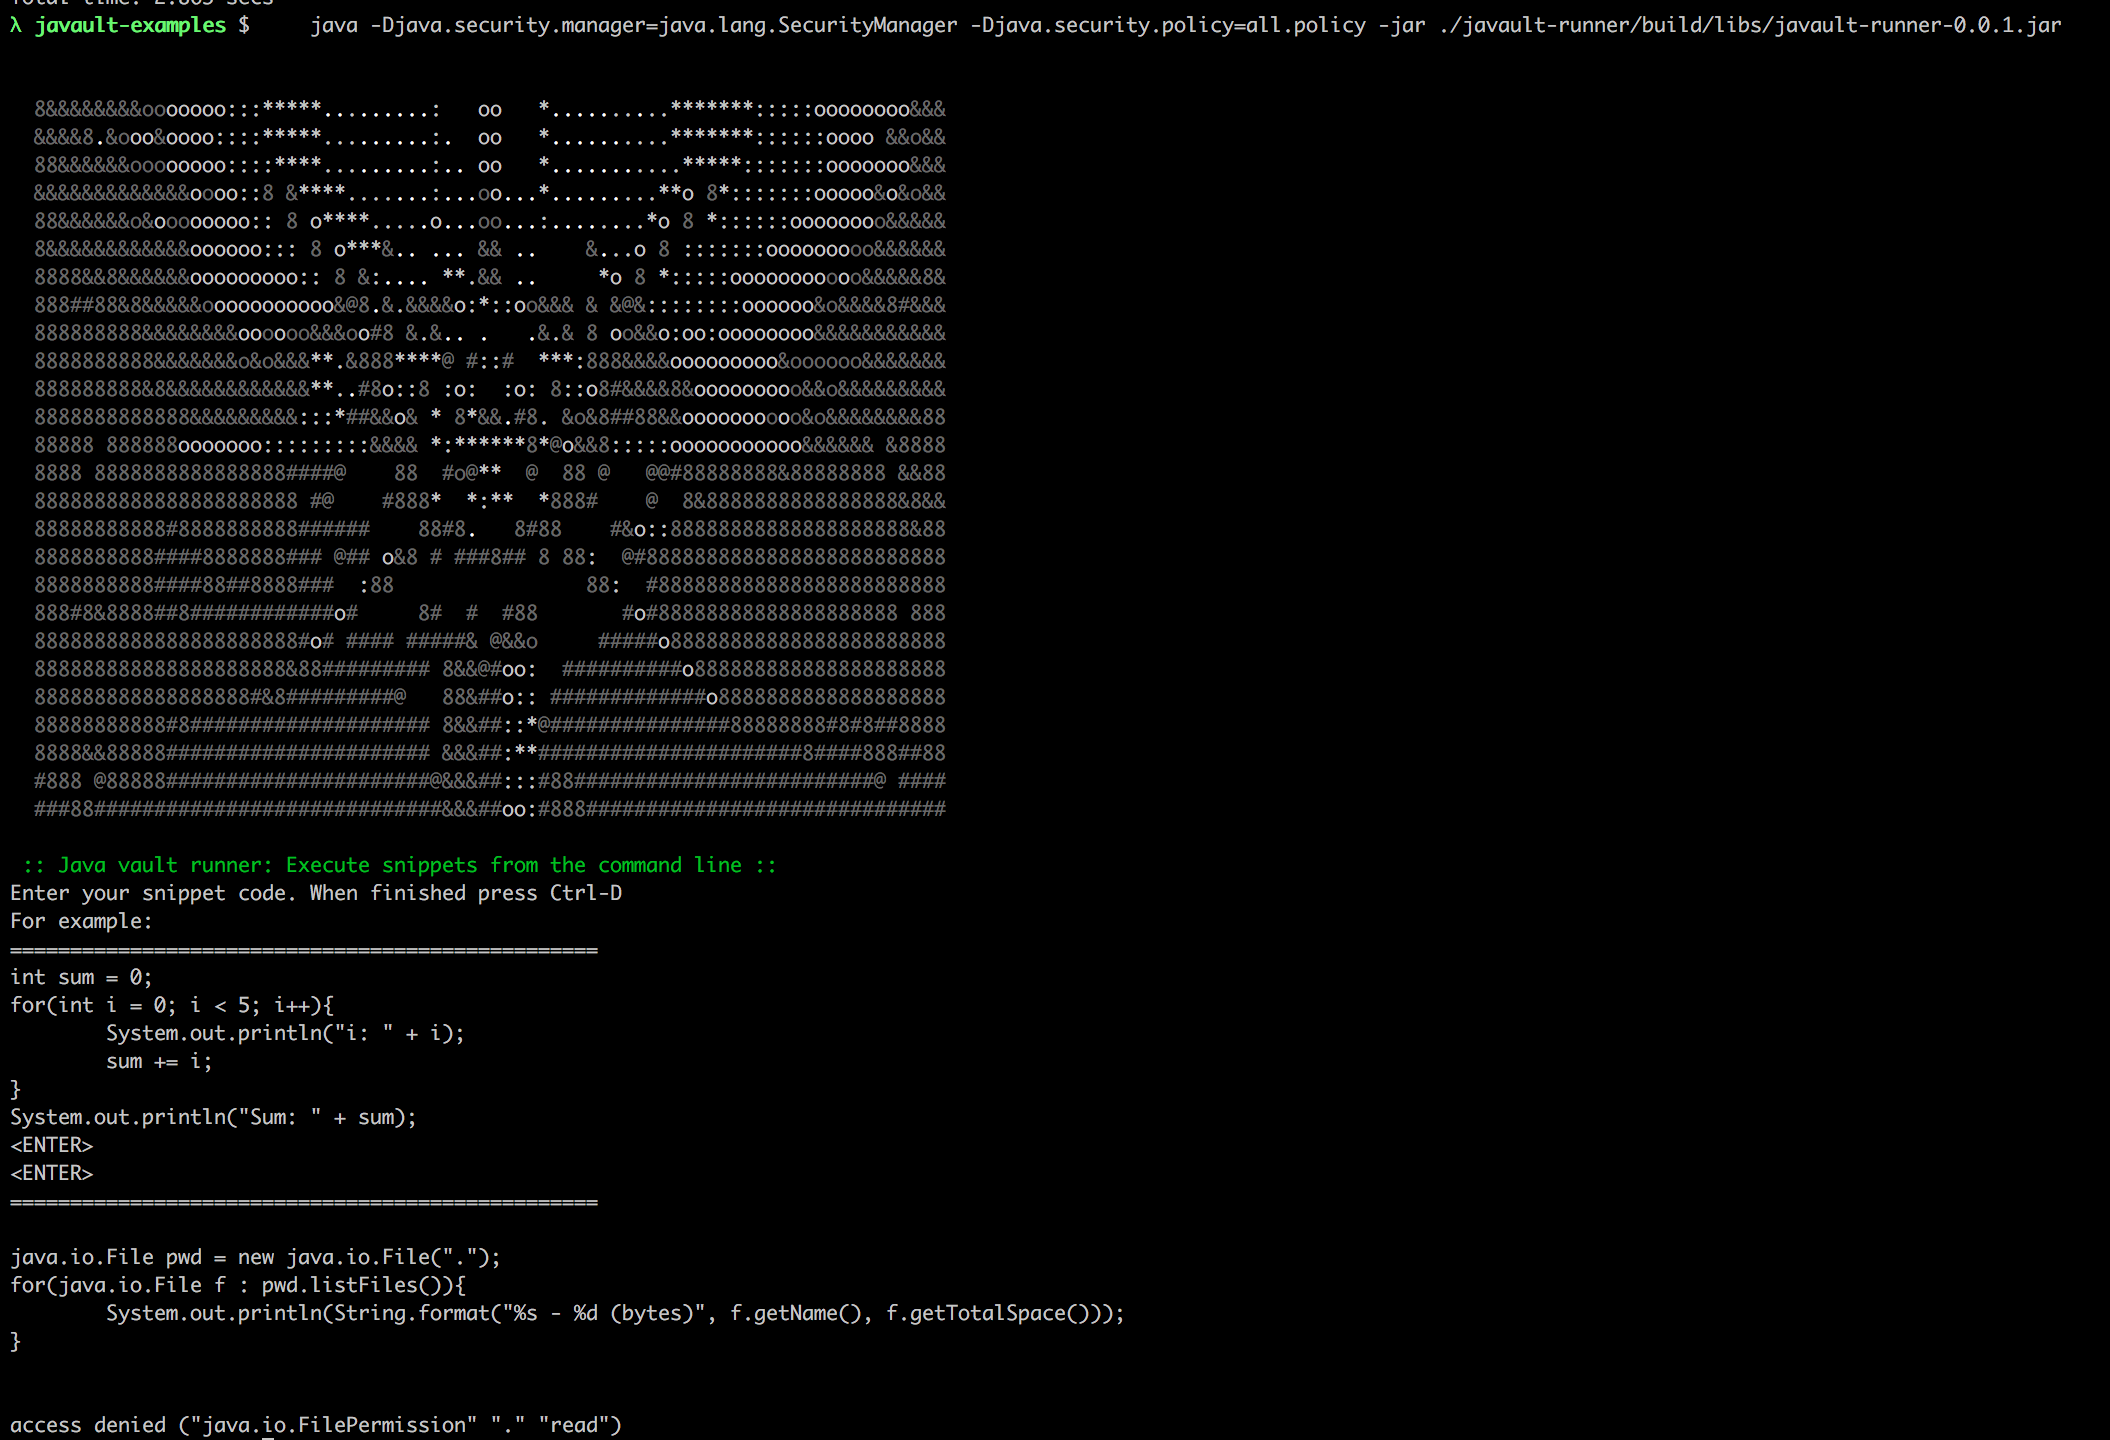 λ javault-examples $     java -Djava.security.manager=java.lang.SecurityManager -Djava.security.policy=all.policy -jar ./javault-runner/build/libs/javault-runner-0.0.1.jar
:: Java vault runner: Execute snippets from the command line ::
Enter your snippet code. When finished press Ctrl-D
For example:
=================================================
int sum = 0;
for(int i = 0; i < 5; i++){
        System.out.println("i: " + i);
        sum += i;
}
System.out.println("Sum: " + sum);
<ENTER>
<ENTER>
=================================================
java.io.File pwd = new java.io.File(".");
for(java.io.File f : pwd.listFiles()){
        System.out.println(String.format("%s - %d (bytes)", f.getName(), f.getTotalSpace()));
}
access denied ("java.io.FilePermission" "." "read")